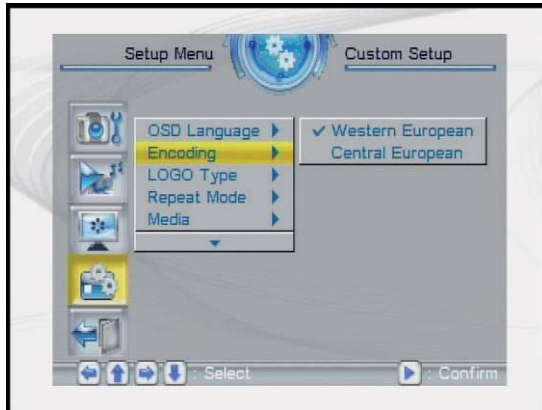 Setup Menu
Custom Setup
OSD Language
Encoding
LOGO Type
Repeat Mode
Media
✓ Western European
Central European
: Select
: Confirm